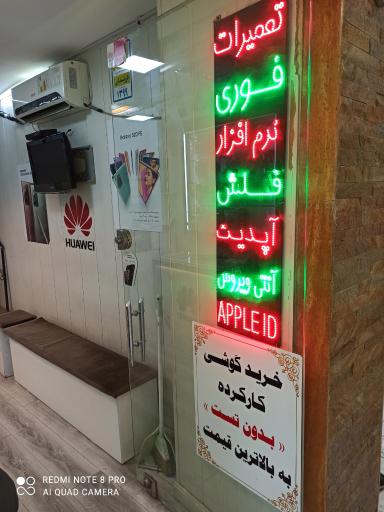 تعمیرات
فوری
نرم افزار
فلش
آپدیت
آنتی ویروس
APPLE ID
خرید گوشی
کارکرده
« بدون تست »
به بالاترین قیمت
HUAWEI
REDMI NOTE 8 PRO
AI QUAD CAMERA